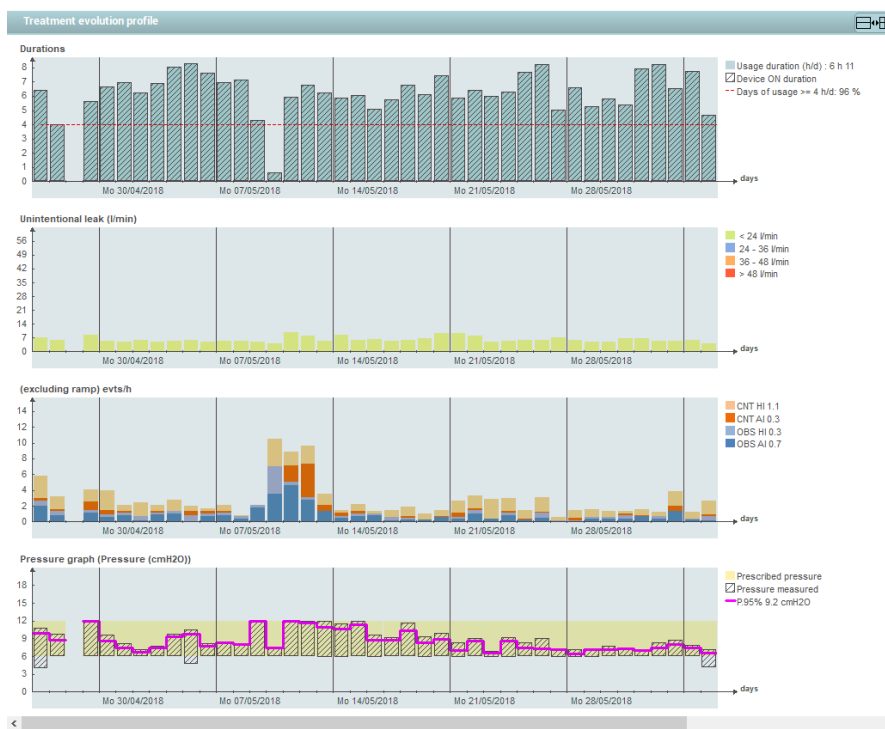 Treatment evolution profile
Durations
8
7
6
5
4
3
2
1
0
Usage duration (h/d) : 6 h 11
Device ON duration
Days of usage >= 4 h/d: 96 %
days
Mo 30/04/2018 Mo 07/05/2018 Mo 14/05/2018 Mo 21/05/2018 Mo 28/05/2018
Unintentional leak (l/min)
56
49
42
35
28
21
14
7
0
< 24 l/min
24 - 36 l/min
36 - 48 l/min
> 48 l/min
days
Mo 30/04/2018 Mo 07/05/2018 Mo 14/05/2018 Mo 21/05/2018 Mo 28/05/2018
(excluding ramp) evts/h
14
12
10
8
6
4
2
0
CNT HI 1.1
CNT AI 0.3
OBS HI 0.3
OBS AI 0.7
days
Mo 30/04/2018 Mo 07/05/2018 Mo 14/05/2018 Mo 21/05/2018 Mo 28/05/2018
Pressure graph (Pressure (cmH2O))
18
15
12
9
6
3
0
Prescribed pressure
Pressure measured
P.95% 9.2 cmH2O
days
Mo 30/04/2018 Mo 07/05/2018 Mo 14/05/2018 Mo 21/05/2018 Mo 28/05/2018